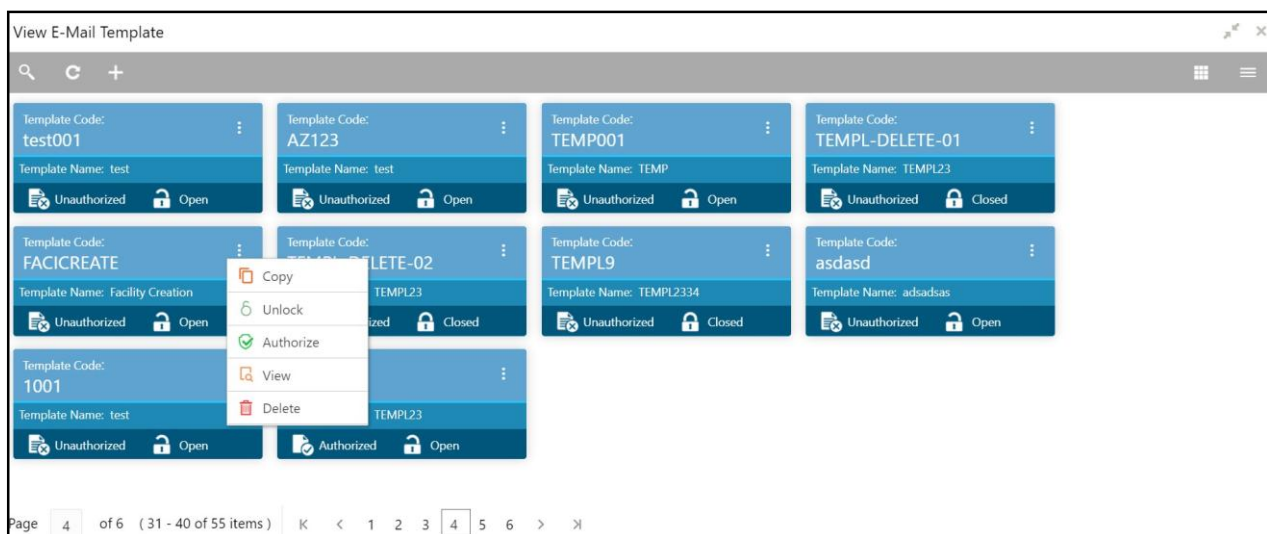 View E-Mail Template
Template Code:
test001
Template Name: test
Unauthorized Open
Template Code:
AZ123
Template Name: test
Unauthorized Open
Template Code:
TEMP001
Template Name: TEMP
Unauthorized Open
Template Code:
TEMPL-DELETE-01
Template Name: TEMPL23
Unauthorized Closed
Template Code:
FACICREATE
Template Name: Facility Creation
Unauthorized Open
Copy
Unlock
Authorize
View
Delete
Template Code:
TEMPL-DELETE-02
TEMPL23
Closed
Template Code:
TEMPL9
Template Name: TEMPL2334
Unauthorized Closed
Template Code:
asdasd
Template Name: adsadsas
Unauthorized Open
Template Code:
1001
Template Name: test
Unauthorized Open
TEMPL23
Authorized Open
Page 4 of 6 ( 31 - 40 of 55 items ) 1 2 3 4 5 6